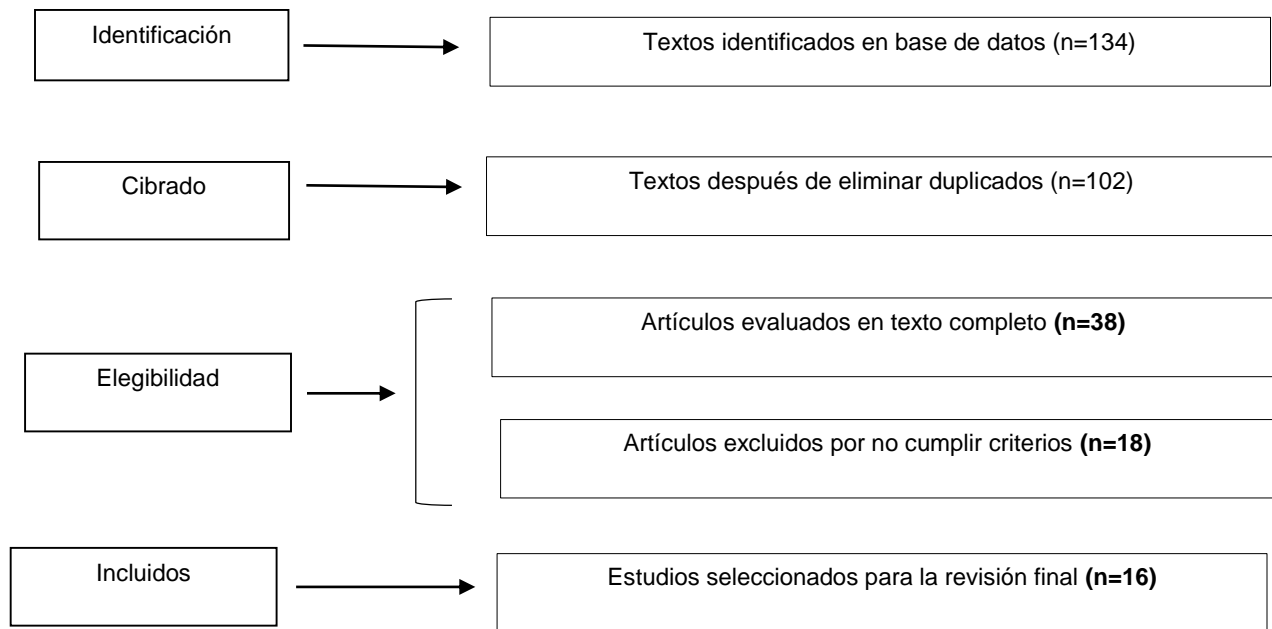 Identificación
Textos identificados en base de datos (n=134)
Cibrado
Textos después de eliminar duplicados (n=102)
Elegibilidad
Artículos evaluados en texto completo (n=38)
Artículos excluidos por no cumplir criterios (n=18)
Incluidos
Estudios seleccionados para la revisión final (n=16)